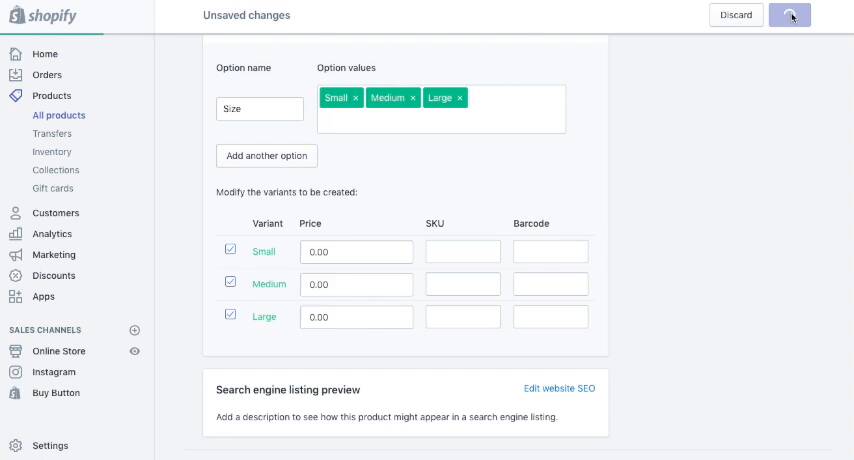 shopify
Unsaved changes
Discard
Home
Orders
Products
All products
Transfers
Inventory
Collections
Gift cards
Customers
Analytics
Marketing
Discounts
Apps
SALES CHANNELS
Online Store
Instagram
Buy Button
Settings
Option name Option values
Size
Small × Medium × Large ×
Add another option
Modify the variants to be created:
Variant Price SKU Barcode
Small 0.00
Medium 0.00
Large 0.00
Search engine listing preview Edit website SEO
Add a description to see how this product might appear in a search engine listing.